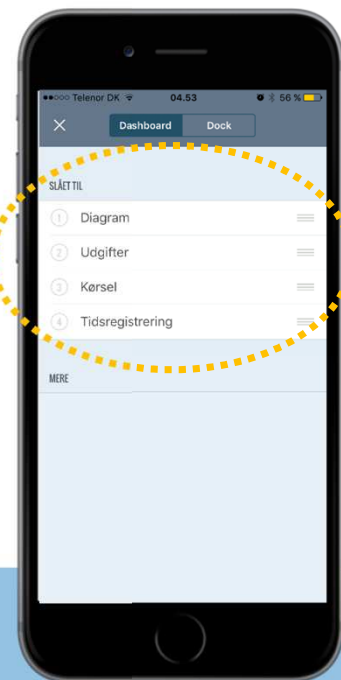 Telenor DK 04.53 56 %
Dashboard Dock
SLÅET TIL
1 Diagram
2 Udgifter
3 Kørsel
4 Tidsregistrering
MERE